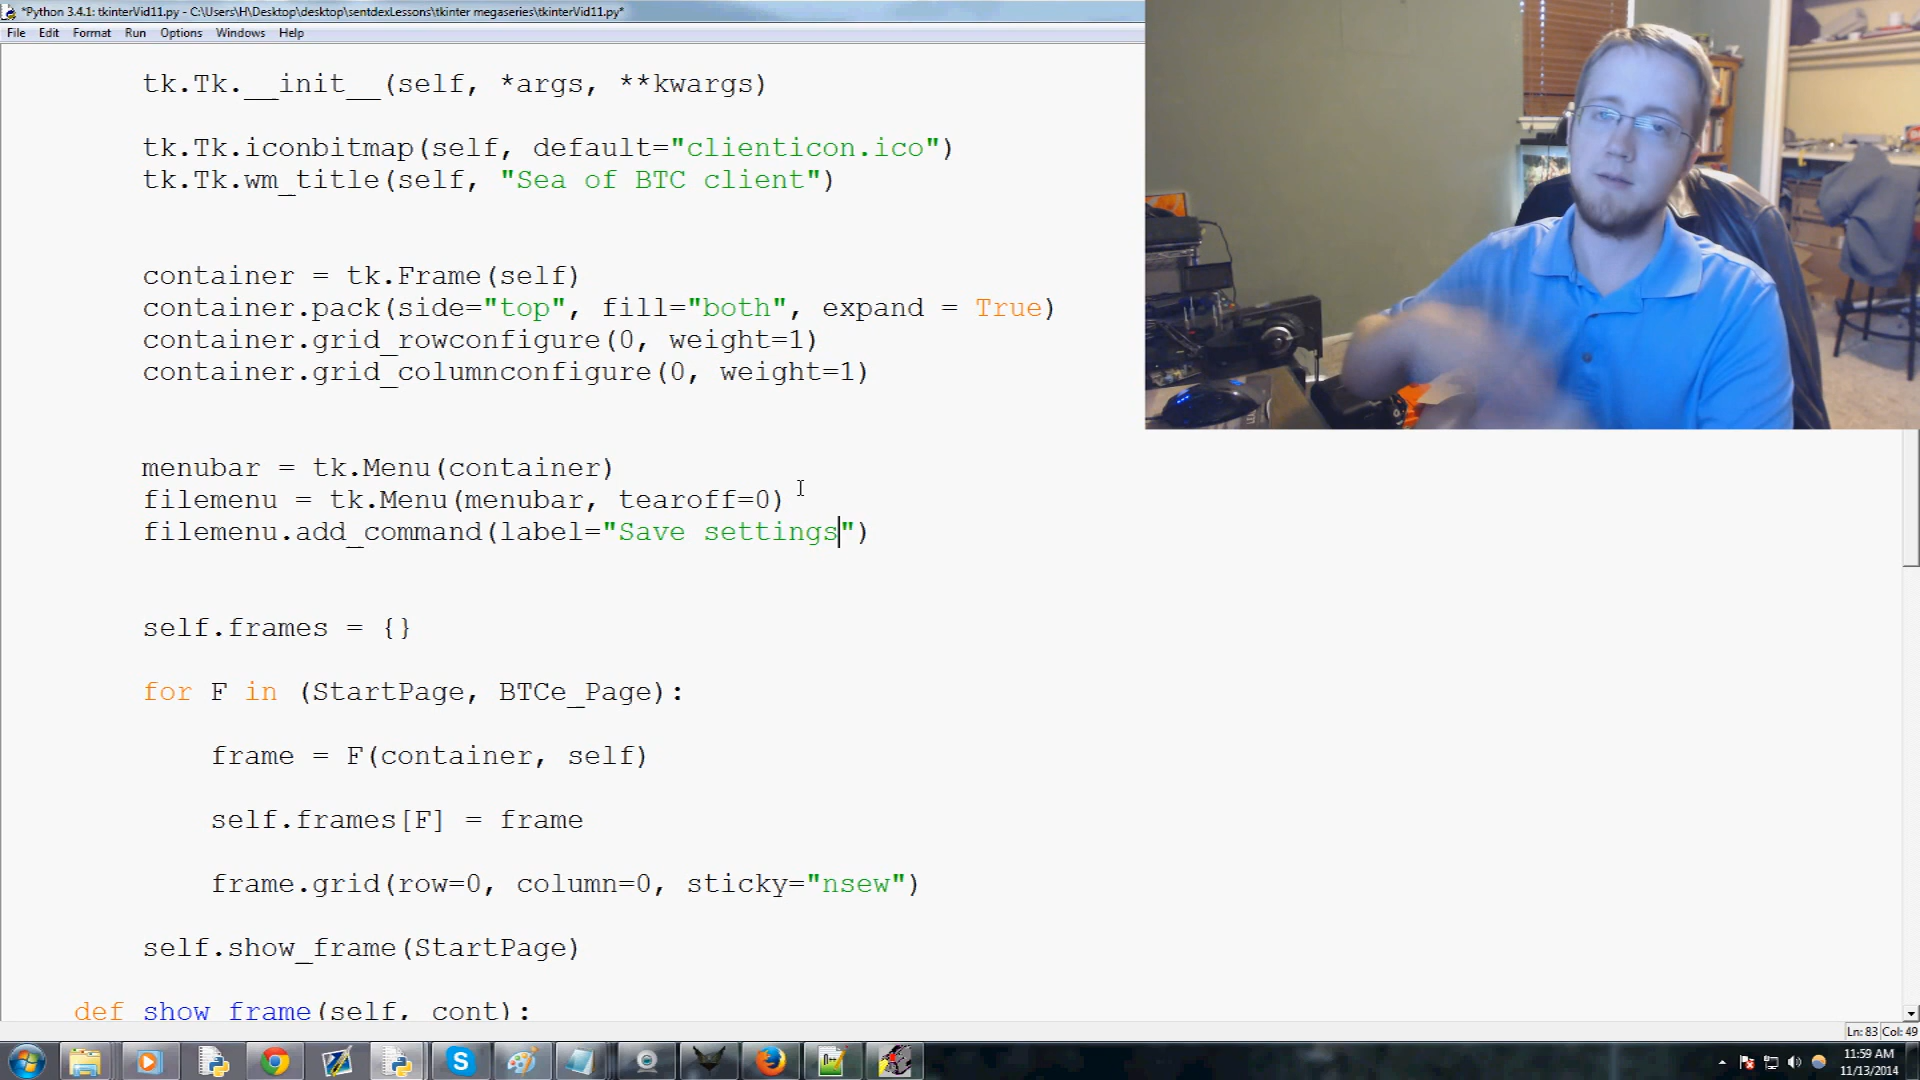 *Python 3.4.1: tkinterVid11.py - C:\Users\H\Desktop\desktop\sentdexLessons\tkinter megaseries\tkinterVid11.py*
File Edit Format Run Options Windows Help
tk.Tk.__init__(self, *args, **kwargs)
tk.Tk.iconbitmap(self, default="clienticon.ico")
tk.Tk.wm_title(self, "Sea of BTC client")
container = tk.Frame(self)
container.pack(side="top", fill="both", expand = True)
container.grid_rowconfigure(0, weight=1)
container.grid_columnconfigure(0, weight=1)
menubar = tk.Menu(container)
filemenu = tk.Menu(menubar, tearoff=0)
filemenu.add_command(label="Save settings")
self.frames = {}
for F in (StartPage, BTCe_Page):
frame = F(container, self)
self.frames[F] = frame
frame.grid(row=0, column=0, sticky="nsew")
self.show_frame(StartPage)
def show_frame(self, cont):
Ln: 83 Col: 49
11:59 AM
11/13/2014